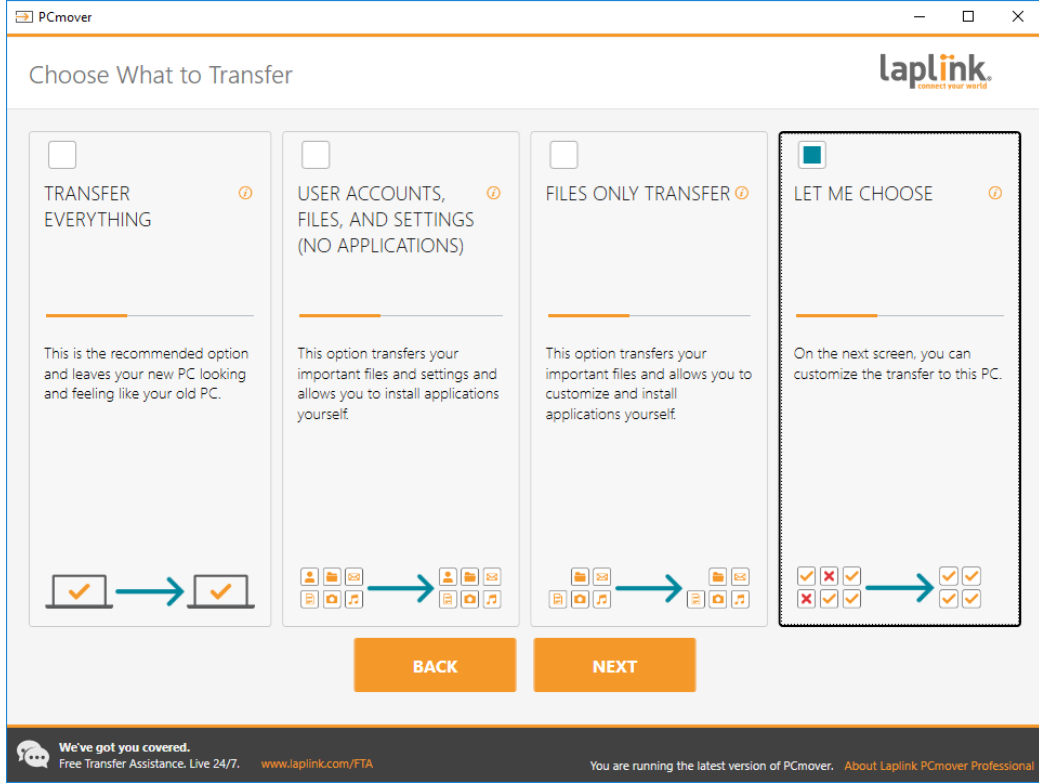 PCmover
Choose What to Transfer
laplink.
connect your world
TRANSFER
EVERYTHING
This is the recommended option
and leaves your new PC looking
and feeling like your old PC.
USER ACCOUNTS,
FILES, AND SETTINGS
(NO APPLICATIONS)
This option transfers your
important files and settings and
allows you to install applications
yourself.
FILES ONLY TRANSFER
This option transfers your
important files and allows you to
customize and install
applications yourself.
LET ME CHOOSE
On the next screen, you can
customize the transfer to this PC.
BACK
NEXT
We've got you covered.
Free Transfer Assistance. Live 24/7. www.laplink.com/FTA
You are running the latest version of PCmover. About Laplink PCmover Professional